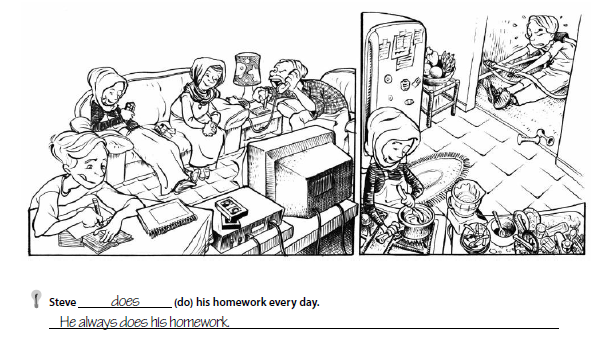 Steve does (do) his homework every day.
He always does his homework.